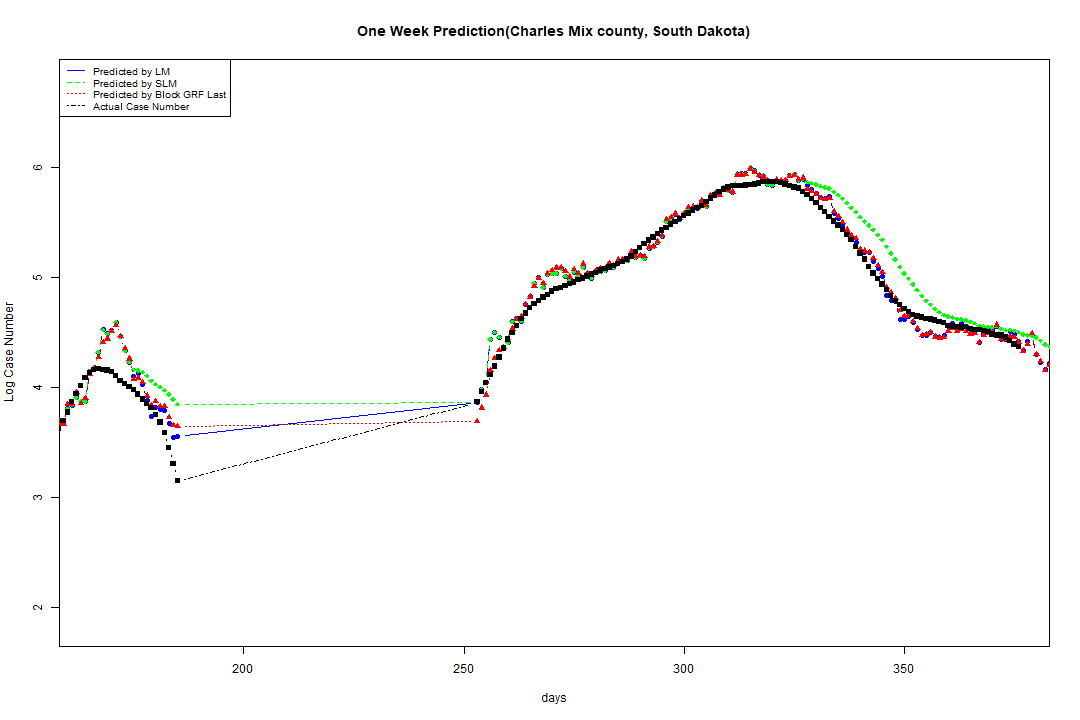 One Week Prediction(Charles Mix county, South Dakota)
Predicted by LM
Predicted by SLM
Predicted by Block GRF Last
Actual Case Number
6
5
4
3
2
Log Case Number
200
250
300
350
days